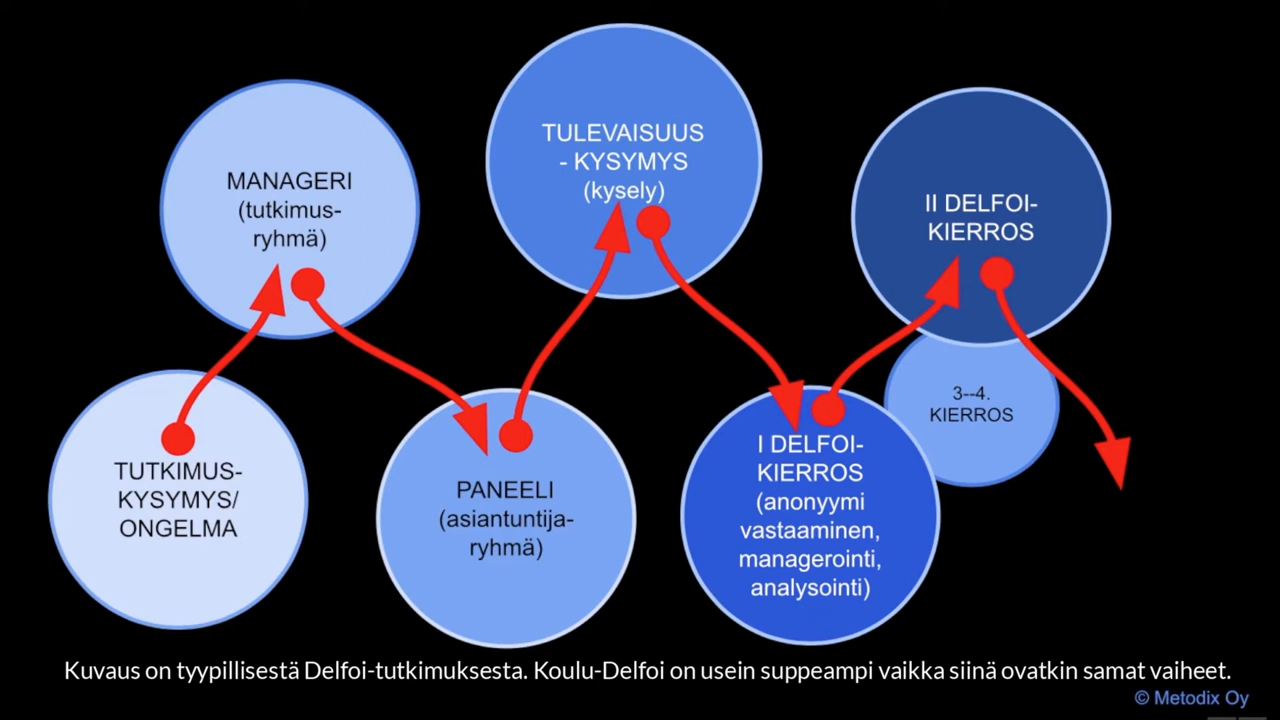 TUTKIMUS-
KYSYMYS/
ONGELMA
MANAGERI
(tutkimus-
ryhmä)
PANEELI
(asiantuntija-
ryhmä)
TULEVAISUUS
- KYSYMYS
(kysely)
I DELFOI-
KIERROS
(anonyymi
vastaaminen,
managerointi,
analysointi)
II DELFOI-
KIERROS
3--4.
KIERROS
Kuvaus on tyypillisestä Delfoi-tutkimuksesta. Koulu-Delfoi on usein suppeampi vaikka siinä ovatkin samat vaiheet.
© Metodix Oy